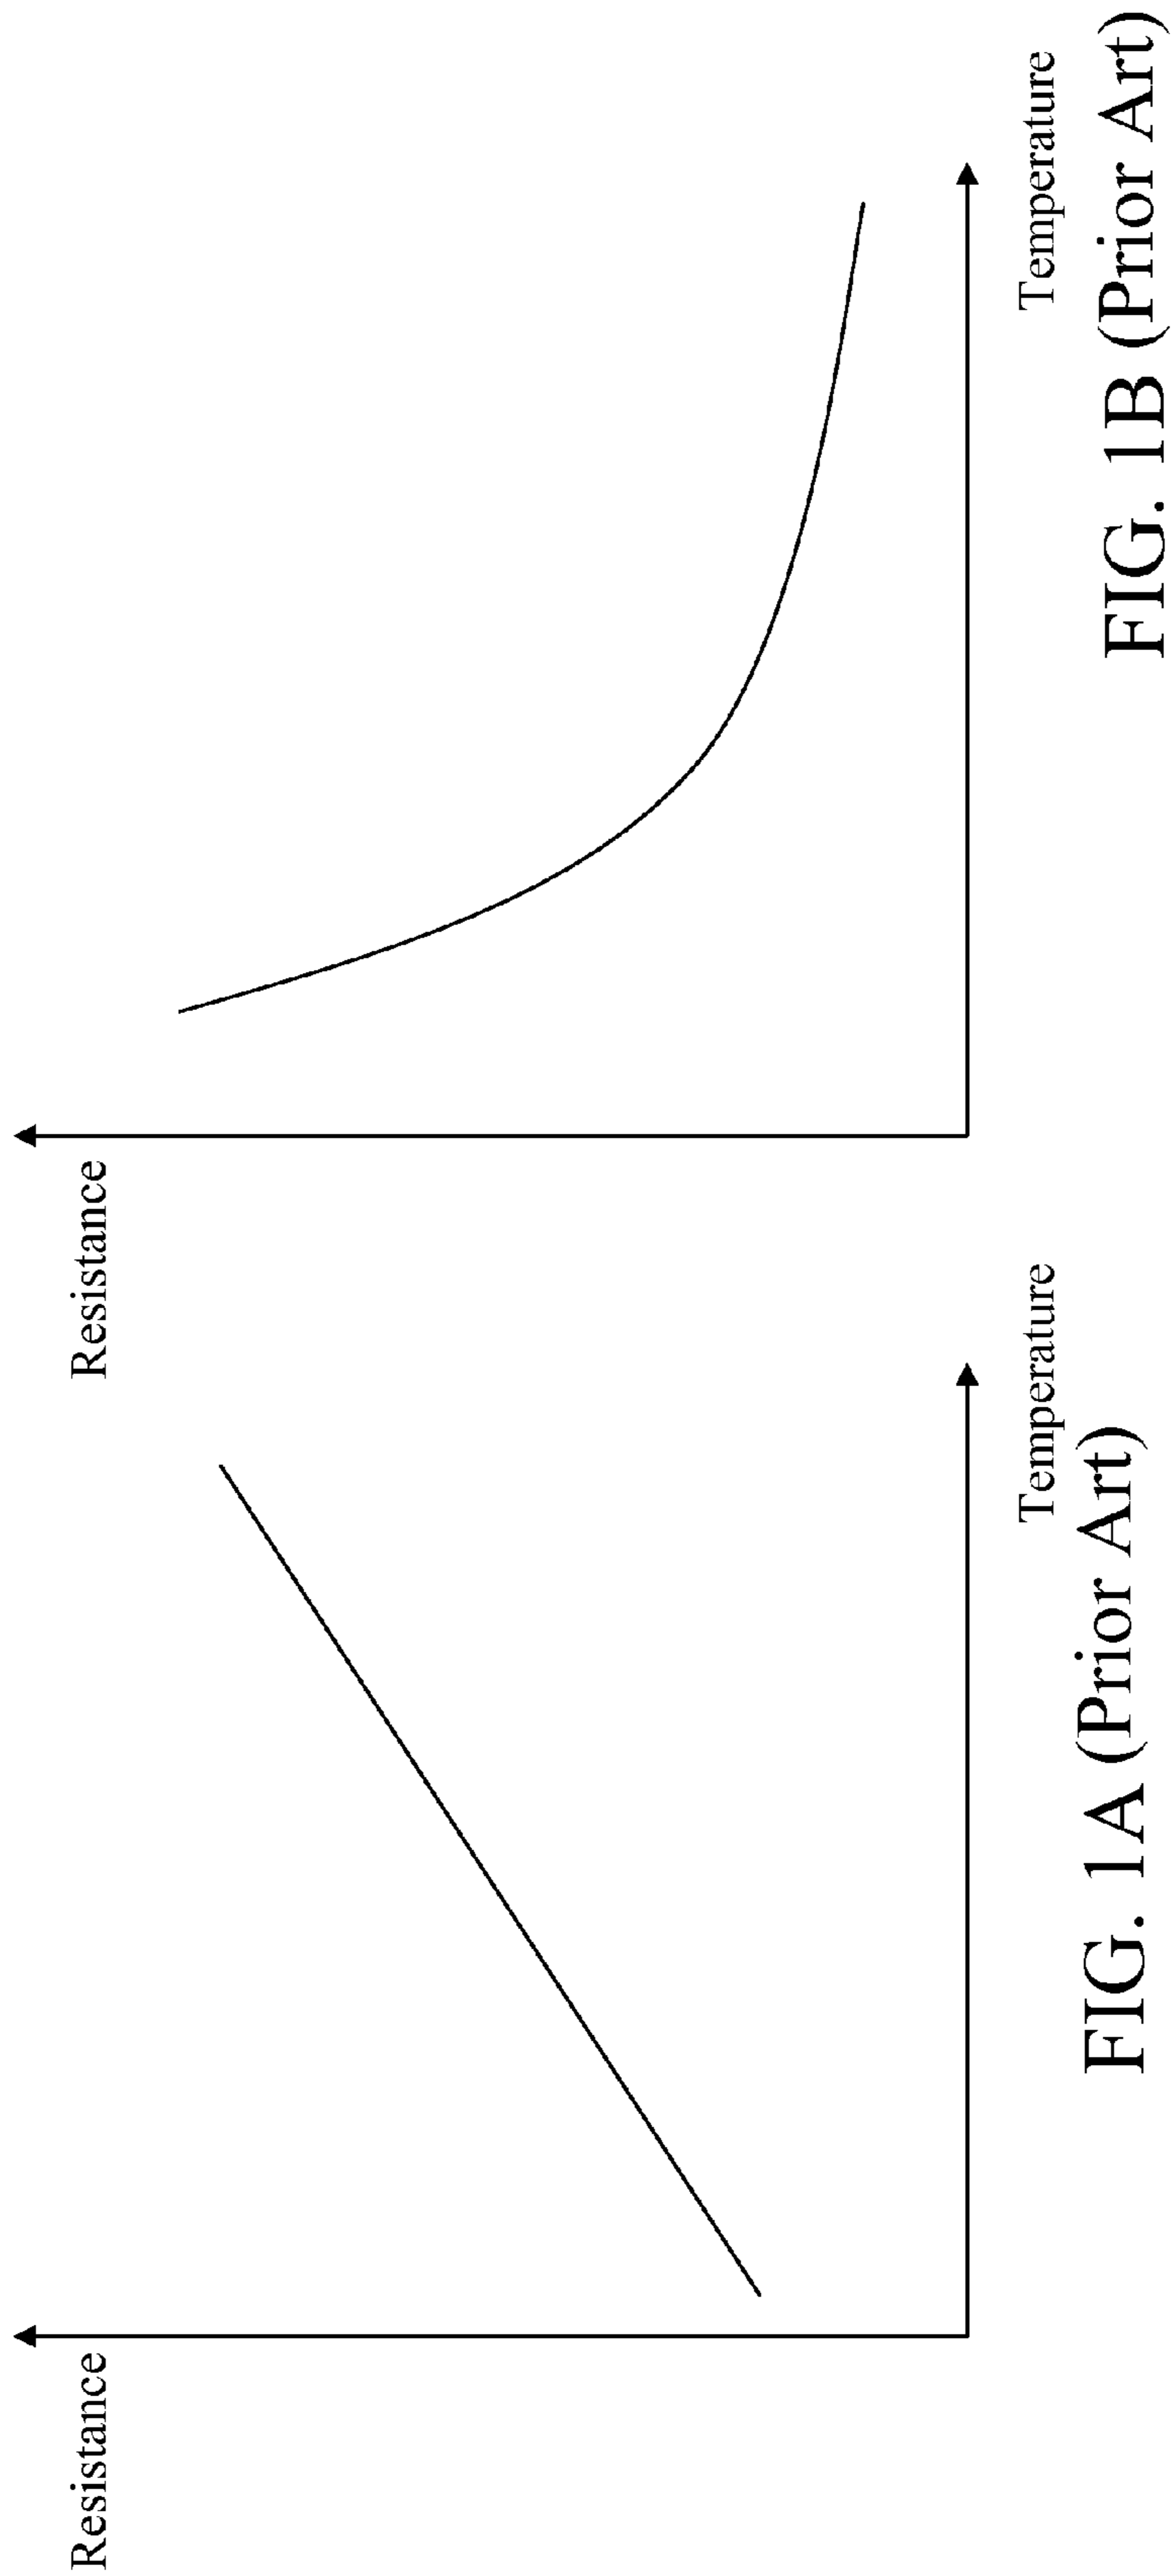 Resistance
Temperature
FIG. 1A (Prior Art)
Resistance
Temperature
FIG. 1B (Prior Art)